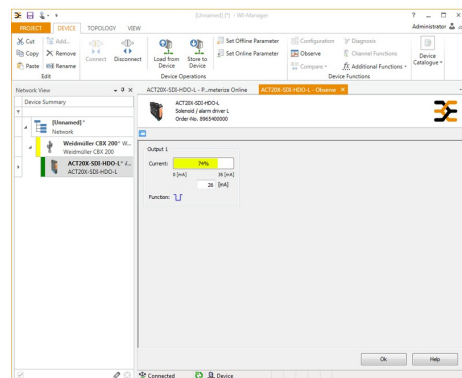 [Unnamed] (*) - WI-Manager
PROJECT DEVICE TOPOLOGY VIEW
Administrator
Cut Add...
Copy Remove
Paste Rename
Edit
Connect Disconnect
Load from Device
Store to Device
Device Operations
Set Offline Parameter
Set Online Parameter
Configuration
Observe
Compare
Diagnosis
Channel Functions
Additional Functions
Device Functions
Device Catalogue
Network View
Device Summary
[Unnamed]*
Network
Weidmüller CBX 200* W...
Weidmüller CBX 200
ACT20X-SDI-HDO-L* /...
ACT20X-SDI-HDO-L
ACT20X-SDI-HDO-L - P...meterize Online
ACT20X-SDI-HDO-L - Observe
ACT20X-SDI-HDO-L
Solenoid / alarm driver L
Order-No. 8965400000
Output 1
Current: 74%
0 [mA] 35 [mA]
26 [mA]
Function:
Ok Help
Connected Device